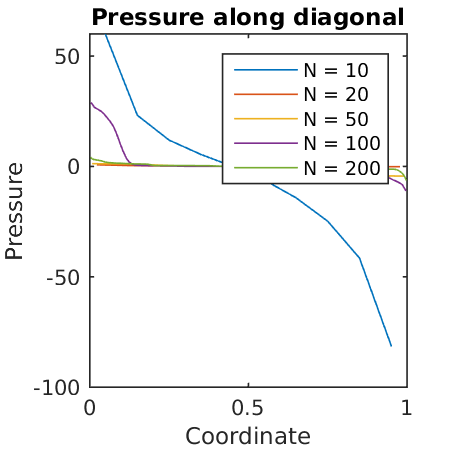 Pressure along diagonal
50
0
-50
-100
Pressure
N = 10
N = 20
N = 50
N = 100
N = 200
0
0.5
1
Coordinate